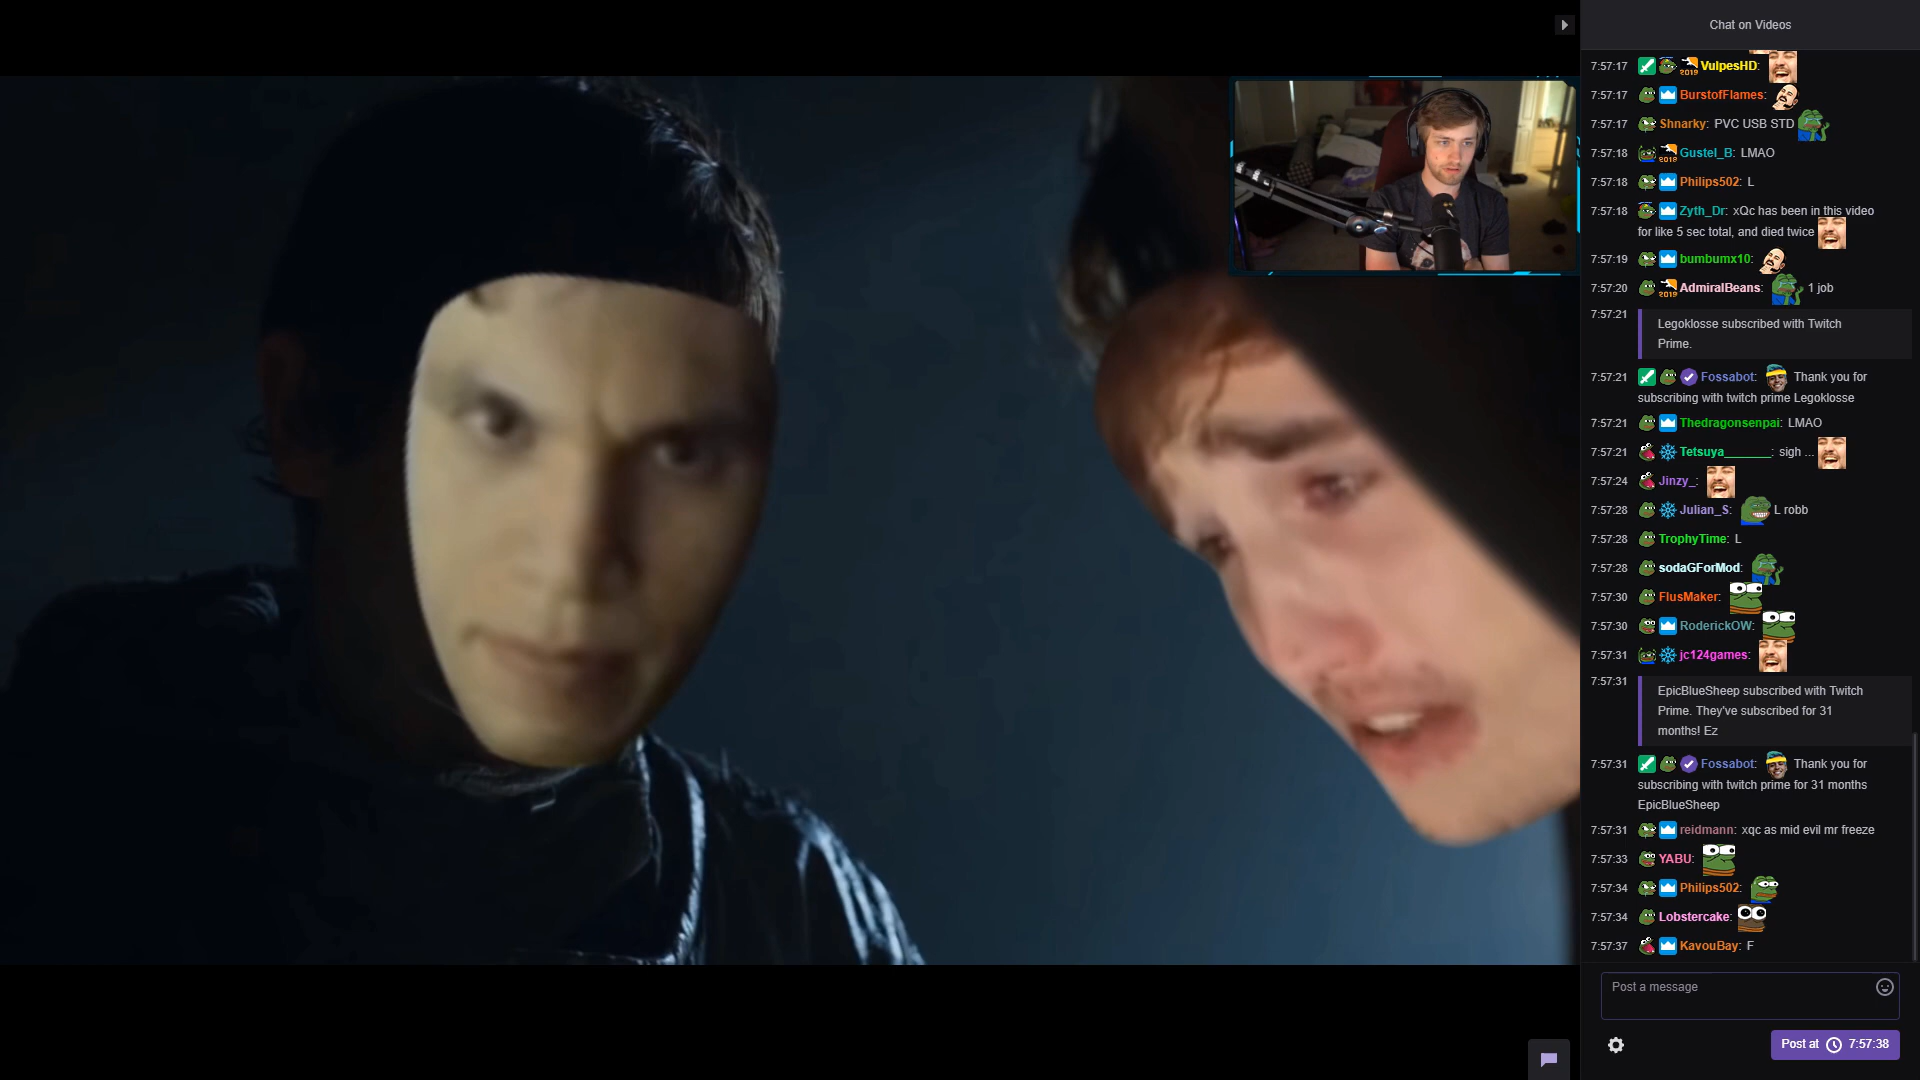 Chat on Videos
7:57:17 2019 VulpesHD:
7:57:17 BurstofFlames:
7:57:17 Shnarky: PVC USB STD
7:57:18 2019 Gustel_B: LMAO
7:57:18 Philips502: L
7:57:18 Zyth_Dr: xQc has been in this video
for like 5 sec total, and died twice
7:57:19 bumbumx10:
7:57:20 2019 AdmiralBeans: 1 job
7:57:21
Legoklosse subscribed with Twitch
Prime.
7:57:21 Fossabot: Thank you for
subscribing with twitch prime Legoklosse
7:57:21 Thedragonsenpai: LMAO
7:57:21 Tetsuya_______: sigh ...
7:57:24 Jinzy_:
7:57:28 Julian_S: L robb
7:57:28 TrophyTime: L
7:57:28 sodaGForMod:
7:57:30 FlusMaker:
7:57:30 RoderickOW:
7:57:31 jc124games:
7:57:31
EpicBlueSheep subscribed with Twitch
Prime. They've subscribed for 31
months! Ez
7:57:31 Fossabot: Thank you for
subscribing with twitch prime for 31 months
EpicBlueSheep
7:57:31 reidmann: xqc as mid evil mr freeze
7:57:33 YABU:
7:57:34 Philips502:
7:57:34 Lobstercake:
7:57:37 KavouBay: F
Post a message
Post at 7:57:38